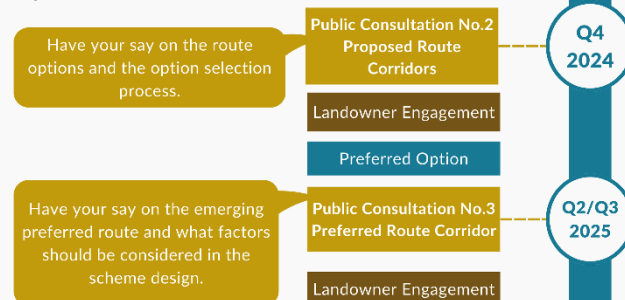 Public Consultation No.2
Proposed Route
Corridors
Q4
2024
Have your say on the route
options and the option selection
process.
Landowner Engagement
Preferred Option
Have your say on the emerging
preferred route and what factors
should be considered in the
scheme design.
Public Consultation No.3
Preferred Route Corridor
Q2/Q3
2025
Landowner Engagement